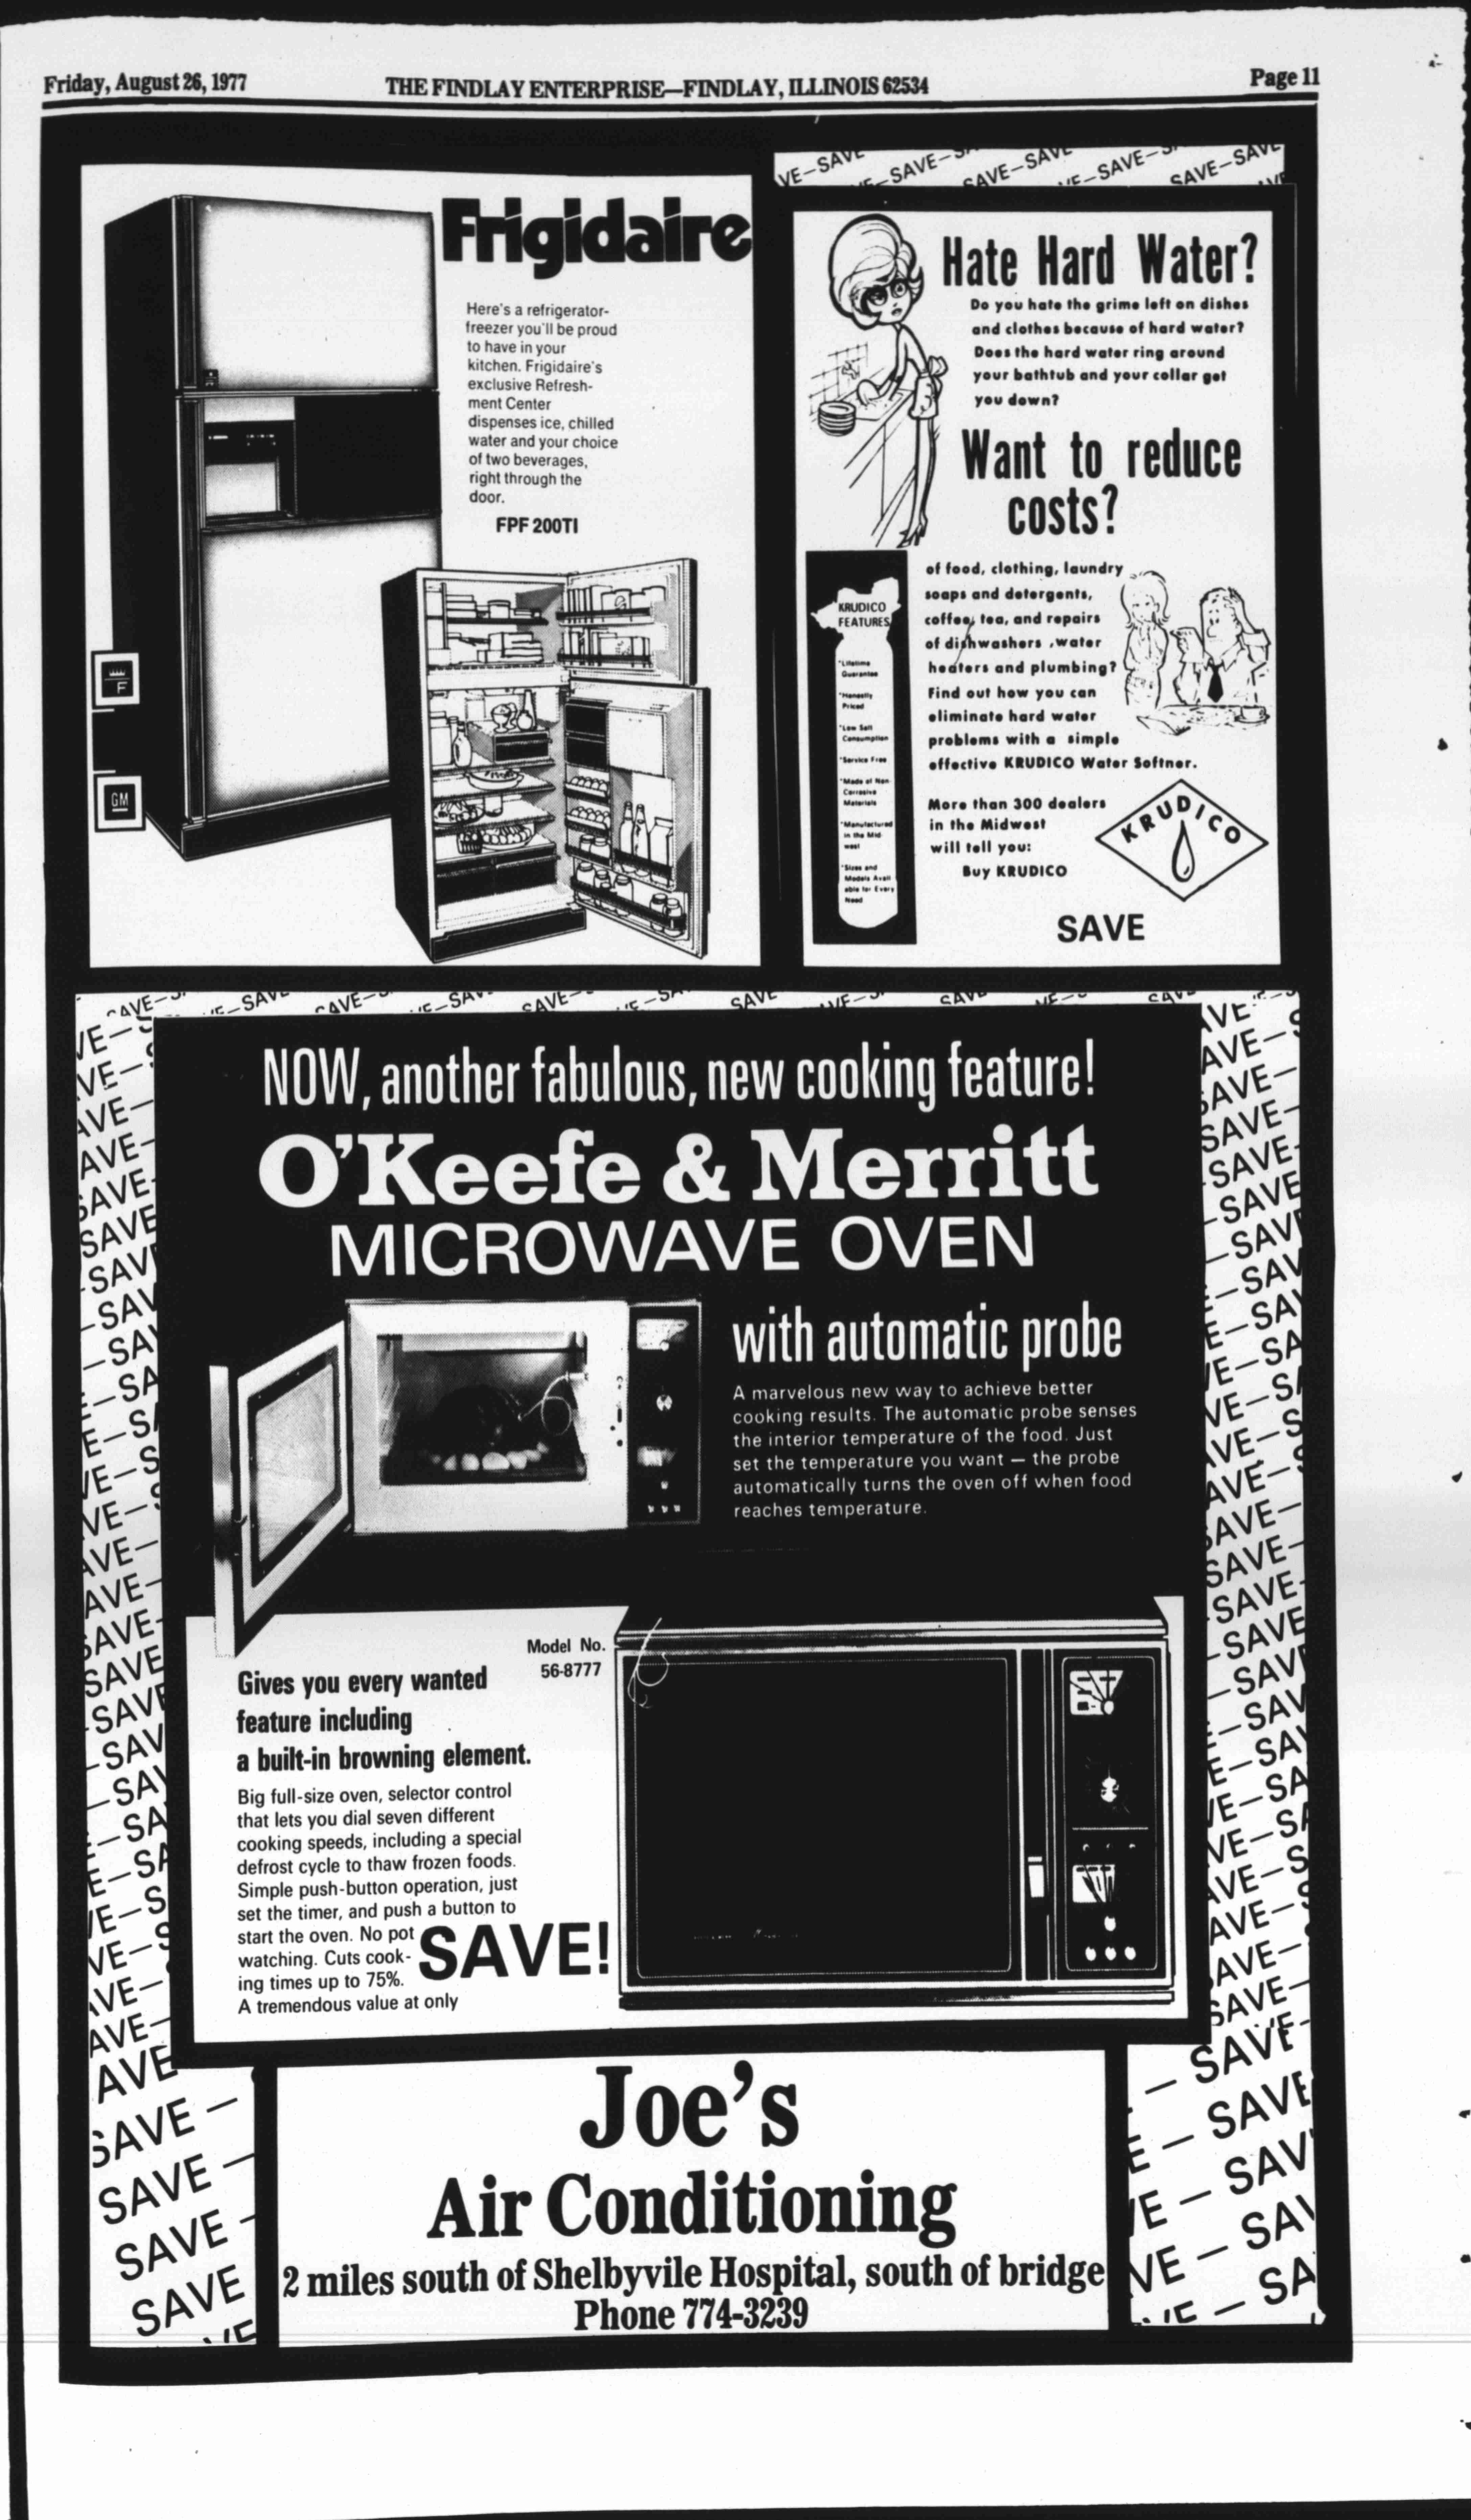 Friday, August 26, 1977
THE FINDLAY ENTERPRISE—FINDLAY, ILLINOIS 62534
Page 11
Frigidaire
Here's a refrigerator-
freezer you'll be proud
to have in your
kitchen. Frigidaire's
exclusive Refresh-
ment Center
dispenses ice, chilled
water and your choice
of two beverages,
right through the
door.
FPF 200TI
F
GM
Hate Hard Water?
Do you hate the grime left on dishes
and clothes because of hard water?
Does the hard water ring around
your bathtub and your collar get
you down?
Want to reduce
costs?
of food, clothing, laundry
soaps and detergents,
coffee, tea, and repairs
of dishwashers ,water
heaters and plumbing?
Find out how you can
eliminate hard water
problems with a simple
effective KRUDICO Water Softner.
More than 300 dealers
in the Midwest
will tell you:
Buy KRUDICO
KRUDICO
SAVE
KRUDICO
FEATURES
*Lifetime
Guarantee
*Honestly
Priced
*Low Salt
Consumption
*Service Free
*Made of Non
Corrosive
Materials
*Manufactured
in the Mid-
west
*Sizes and
Models Avail
able for Every
Need
NOW, another fabulous, new cooking feature!
O'Keefe & Merritt
MICROWAVE OVEN
with automatic probe
A marvelous new way to achieve better
cooking results. The automatic probe senses
the interior temperature of the food. Just
set the temperature you want — the probe
automatically turns the oven off when food
reaches temperature.
Model No.
56-8777
Gives you every wanted
feature including
a built-in browning element.
Big full-size oven, selector control
that lets you dial seven different
cooking speeds, including a special
defrost cycle to thaw frozen foods.
Simple push-button operation, just
set the timer, and push a button to
start the oven. No pot
watching. Cuts cook-
ing times up to 75%.
A tremendous value at only
SAVE!
Joe's
Air Conditioning
2 miles south of Shelbyvile Hospital, south of bridge
Phone 774-3239
SAVE —
SAVE —
SAVE —
SAVE
— SAVE
— SAVE